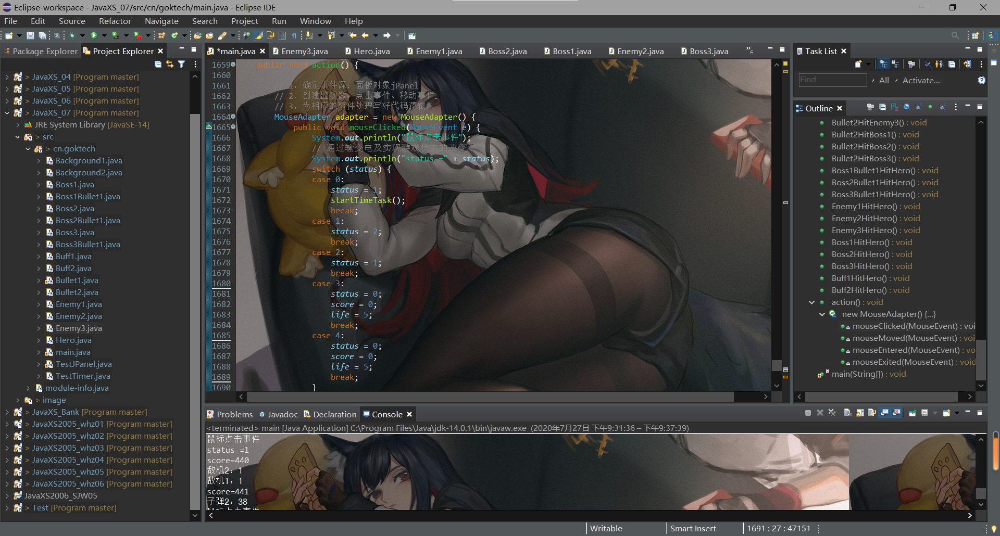 Eclipse-workspace - JavaXS_07/src/cn/goktech/main.java - Eclipse IDE
File Edit Source Refactor Navigate Search Project Run Window Help
Package Explorer
Project Explorer
> JavaXS_04 [Program master]
> JavaXS_05 [Program master]
> JavaXS_06 [Program master]
> JavaXS_07 [Program master]
JRE System Library [JavaSE-14]
> src
> cn.goktech
Background1.java
Background2.java
Boss1.java
Boss1Bullet1.java
Boss2.java
Boss2Bullet1.java
Boss3.java
Boss3Bullet1.java
Buff1.java
Buff2.java
Bullet1.java
Bullet2.java
Enemy1.java
Enemy2.java
Enemy3.java
Hero.java
main.java
TestJPanel.java
TestTimer.java
module-info.java
> image
> JavaXS_Bank [Program master]
> JavaXS2005_whz01 [Program master]
> JavaXS2005_whz02 [Program master]
> JavaXS2005_whz03 [Program master]
> JavaXS2005_whz04 [Program master]
> JavaXS2005_whz05 [Program master]
> JavaXS2005_whz06 [Program master]
JavaXS2006_SJW05
> Test [Program master]
*main.java Enemy3.java Hero.java Enemy1.java Boss2.java Boss1.java Enemy2.java Boss3.java »6
1659 public void action() {
1660
1661 // 1，确定事件源：面板对象jPanel
1662 // 2，创建监视器：点击事件、移动事件
1663 // 3，为相应的事件处理写好代码逻辑
1664 MouseAdapter adapter = new MouseAdapter() {
1665 public void mouseClicked(MouseEvent e) {
1666 System.out.println("鼠标点击事件");
1667 // 通过输变电及实现游戏状态的改变
1668 System.out.println("status =" + status);
1669 switch (status) {
1670 case 0:
1671 status = 1;
1672 startTimeTask();
1673 break;
1674 case 1:
1675 status = 2;
1676 break;
1677 case 2:
1678 status = 1;
1679 break;
1680 case 3:
1681 status = 0;
1682 score = 0;
1683 life = 5;
1684 break;
1685 case 4:
1686 status = 0;
1687 score = 0;
1688 life = 5;
1689 break;
1690 }
Task List
Find
All
Activate...
Outline
Bullet2HitEnemy3() : void
Bullet2HitBoss1() : void
Bullet2HitBoss2() : void
Bullet2HitBoss3() : void
Boss1Bullet1HitHero() : void
Boss2Bullet1HitHero() : void
Boss3Bullet1HitHero() : void
Enemy1HitHero() : void
Enemy2HitHero() : void
Enemy3HitHero() : void
Boss1HitHero() : void
Boss2HitHero() : void
Boss3HitHero() : void
Buff1HitHero() : void
Buff2HitHero() : void
action() : void
new MouseAdapter() {...}
mouseClicked(MouseEvent) : voi
mouseMoved(MouseEvent) : voi
mouseEntered(MouseEvent) : vo
mouseExited(MouseEvent) : void
main(String[]) : void
Problems Javadoc Declaration Console
<terminated> main [Java Application] C:\Program Files\Java\jdk-14.0.1\bin\javaw.exe (2020年7月27日 下午9:31:36 – 下午9:37:39)
鼠标点击事件
status =1
score=440
敌机2: 1
敌机1: 1
score=441
子弹2: 38
鼠标点击事件
Writable
Smart Insert
1691 : 27 : 47151